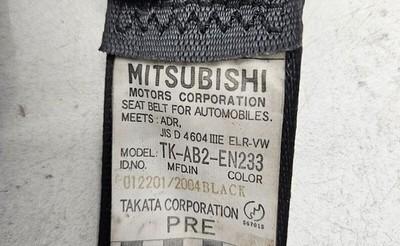 MITSUBISHI
MOTORS CORPORATION
SEAT BELT FOR AUTOMOBILES.
MEETS: ADR,
JIS D 4604 IIIE ELR-VW
MODEL: TK-AB2-EN233
ID.NO. MFD.IN COLOR
012201/2004BLACK
TAKATA CORPORATION
PRE